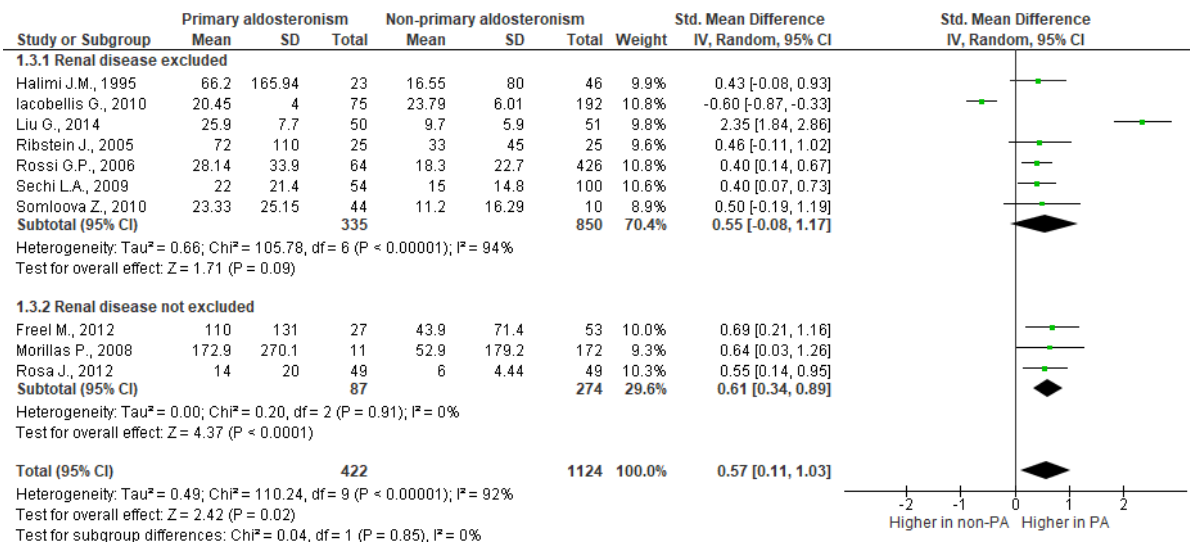 Primary aldosteronism Non-primary aldosteronism Std. Mean Difference Std. Mean Difference
Study or Subgroup Mean SD Total Mean SD Total Weight IV, Random, 95% CI IV, Random, 95% CI
1.3.1 Renal disease excluded
Halimi J.M., 1995 66.2 165.94 23 16.55 80 46 9.9% 0.43 [-0.08, 0.93]
Iacobellis G., 2010 20.45 4 75 23.79 6.01 192 10.8% -0.60 [-0.87, -0.33]
Liu G., 2014 25.9 7.7 50 9.7 5.9 51 9.8% 2.35 [1.84, 2.86]
Ribstein J., 2005 72 110 25 33 45 25 9.6% 0.46 [-0.11, 1.02]
Rossi G.P., 2006 28.14 33.9 64 18.3 22.7 426 10.8% 0.40 [0.14, 0.67]
Sechi L.A., 2009 22 21.4 54 15 14.8 100 10.6% 0.40 [0.07, 0.73]
Somloova Z., 2010 23.33 25.15 44 11.2 16.29 10 8.9% 0.50 [-0.19, 1.19]
Subtotal (95% CI) 335 850 70.4% 0.55 [-0.08, 1.17]
Heterogeneity: Tau² = 0.66; Chi² = 105.78, df = 6 (P < 0.00001); I² = 94%
Test for overall effect: Z = 1.71 (P = 0.09)
1.3.2 Renal disease not excluded
Freel M., 2012 110 131 27 43.9 71.4 53 10.0% 0.69 [0.21, 1.16]
Morillas P., 2008 172.9 270.1 11 52.9 179.2 172 9.3% 0.64 [0.03, 1.26]
Rosa J., 2012 14 20 49 6 4.44 49 10.3% 0.55 [0.14, 0.95]
Subtotal (95% CI) 87 274 29.6% 0.61 [0.34, 0.89]
Heterogeneity: Tau² = 0.00; Chi² = 0.20, df = 2 (P = 0.91); I² = 0%
Test for overall effect: Z = 4.37 (P < 0.0001)
Total (95% CI) 422 1124 100.0% 0.57 [0.11, 1.03]
Heterogeneity: Tau² = 0.49; Chi² = 110.24, df = 9 (P < 0.00001); I² = 92%
Test for overall effect: Z = 2.42 (P = 0.02)
Test for subgroup differences: Chi² = 0.04, df = 1 (P = 0.85), I² = 0%
-2 -1 0 1 2
Higher in non-PA Higher in PA